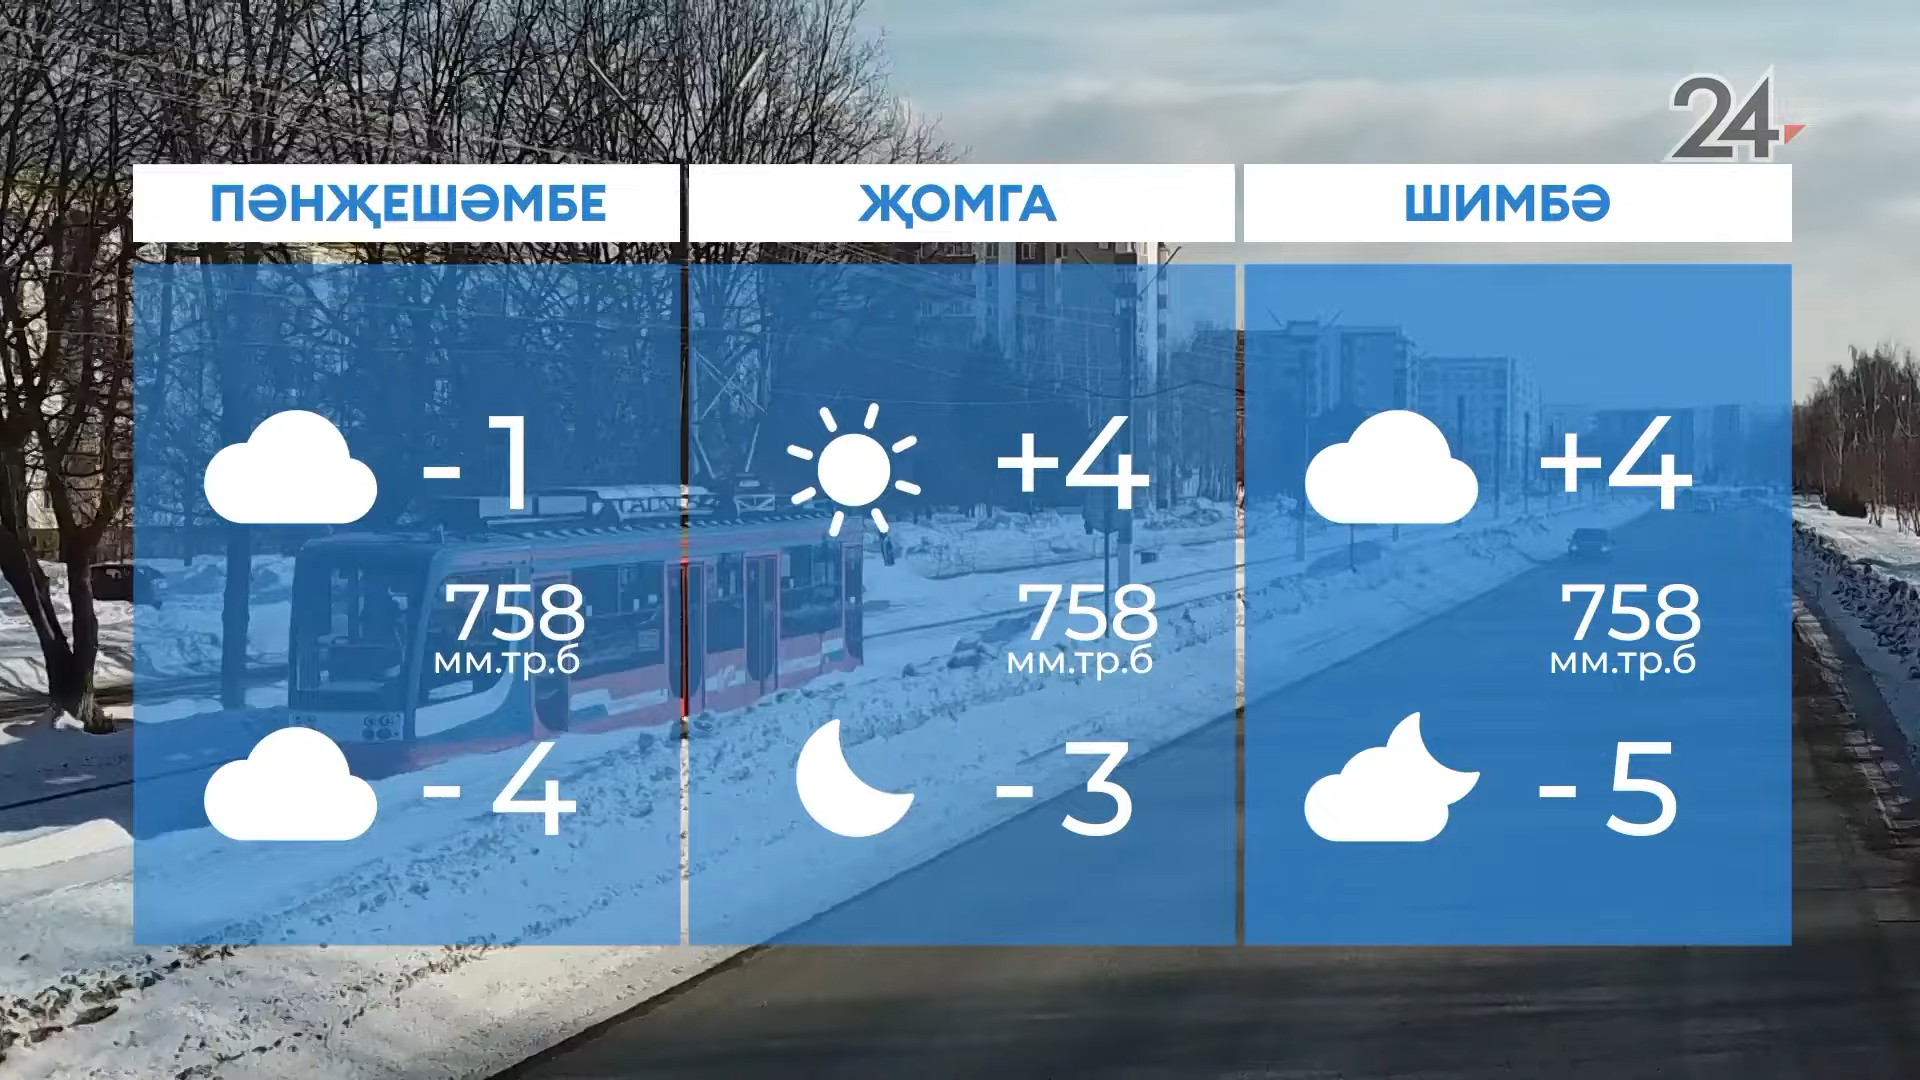 24
ПӘНҖЕШӘМБЕ
ҖОМГА
ШИМБӘ
- 1
+4
+4
758
мм.тр.б
758
мм.тр.б
758
мм.тр.б
- 4
- 3
- 5